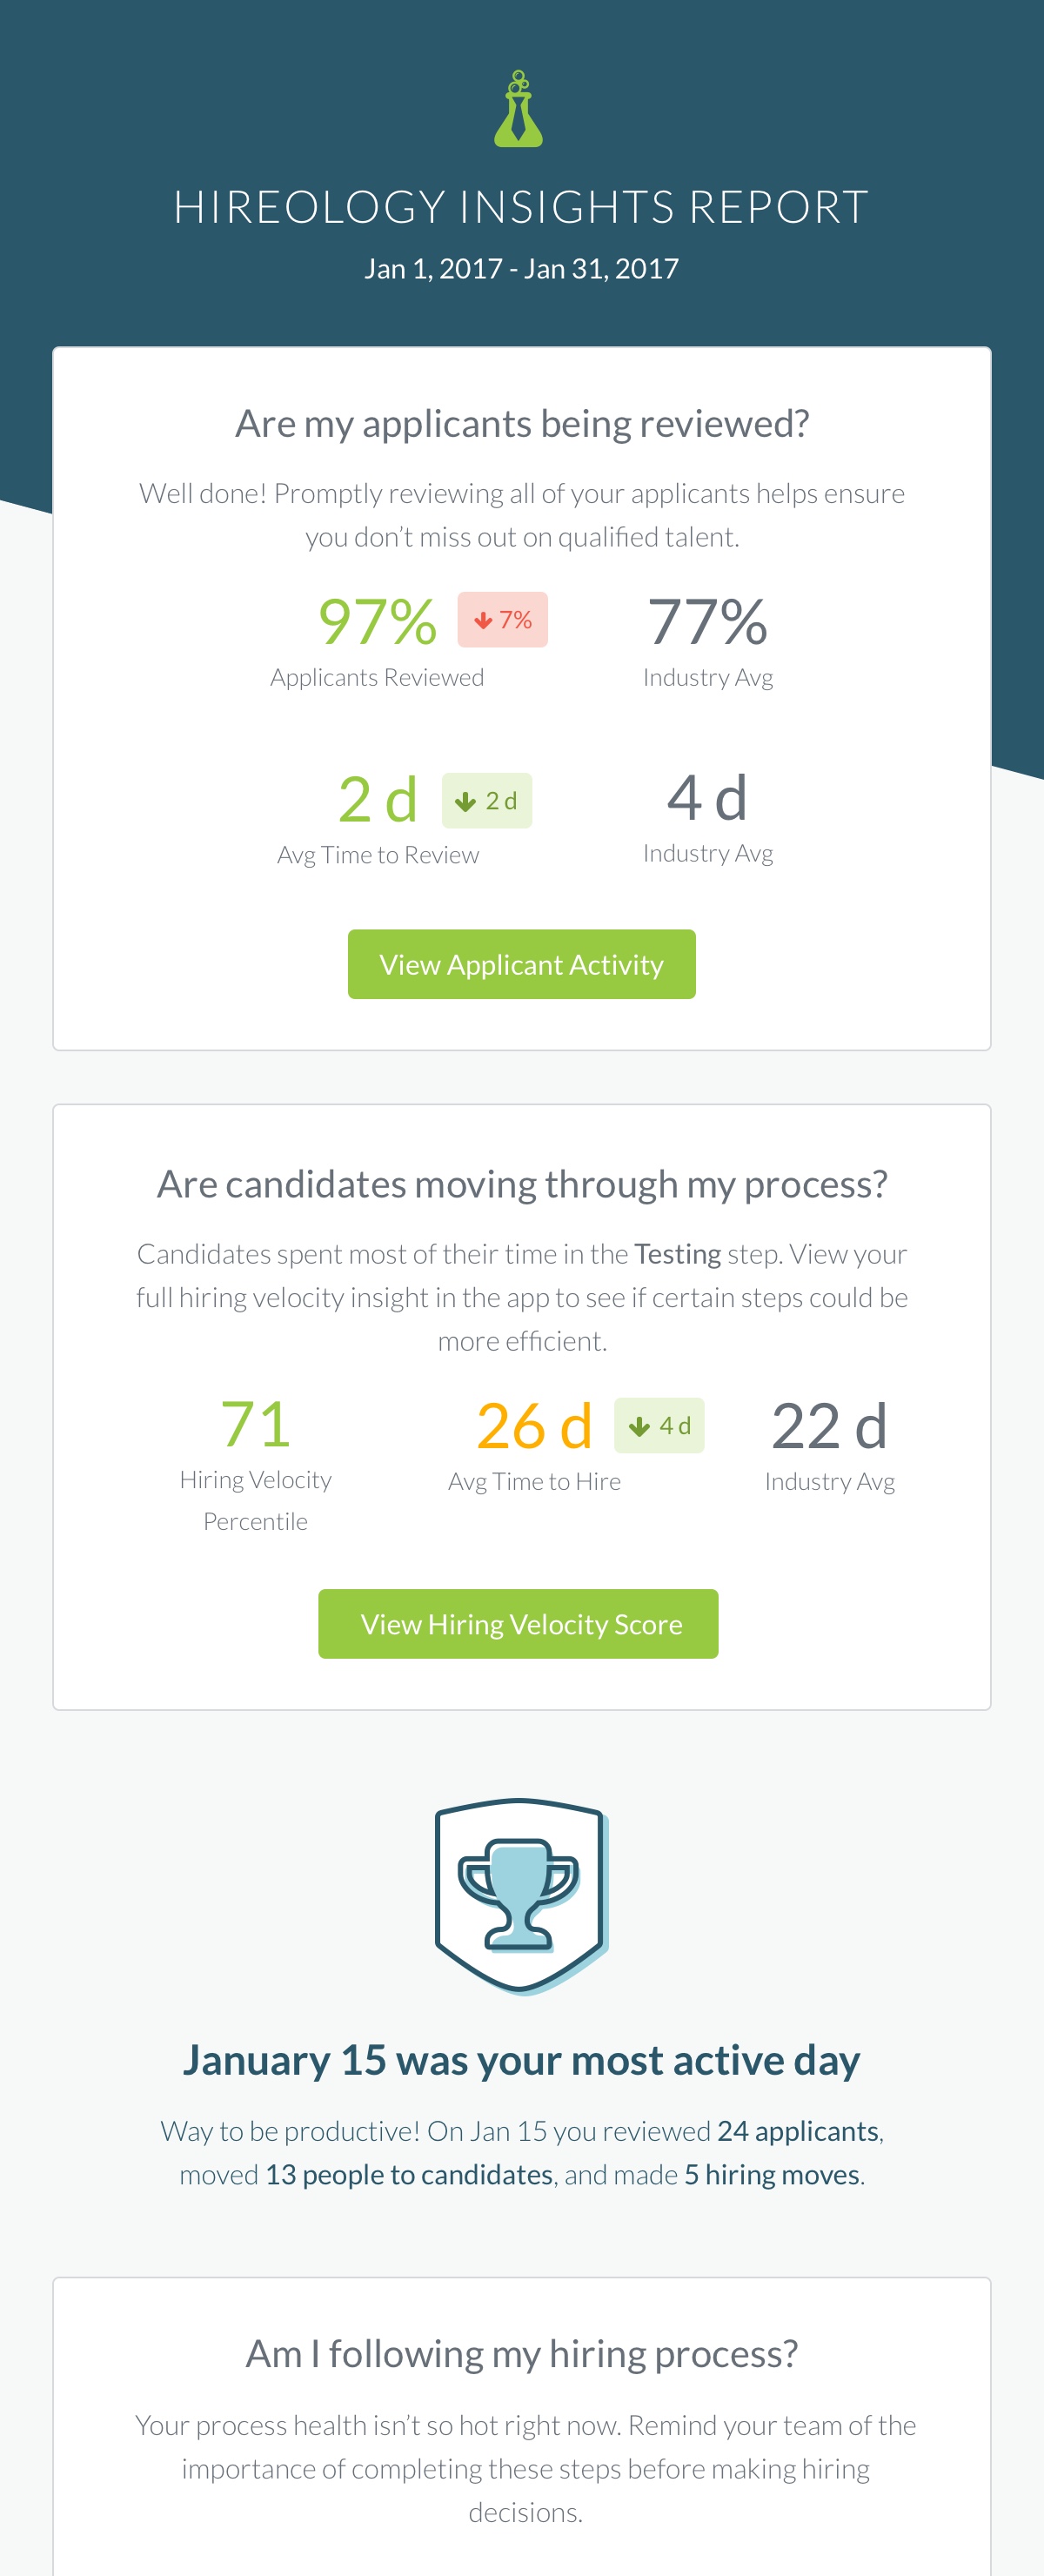 HIREOLOGY INSIGHTS REPORT
Jan 1, 2017 - Jan 31, 2017
Are my applicants being reviewed?
Well done! Promptly reviewing all of your applicants helps ensure
you don’t miss out on qualified talent.
97% 7% 77%
Applicants Reviewed Industry Avg
2 d 2 d 4 d
Avg Time to Review Industry Avg
View Applicant Activity
Are candidates moving through my process?
Candidates spent most of their time in the Testing step. View your
full hiring velocity insight in the app to see if certain steps could be
more efficient.
71 26 d 4 d 22 d
Hiring Velocity Avg Time to Hire Industry Avg
Percentile
View Hiring Velocity Score
January 15 was your most active day
Way to be productive! On Jan 15 you reviewed 24 applicants,
moved 13 people to candidates, and made 5 hiring moves.
Am I following my hiring process?
Your process health isn’t so hot right now. Remind your team of the
importance of completing these steps before making hiring
decisions.